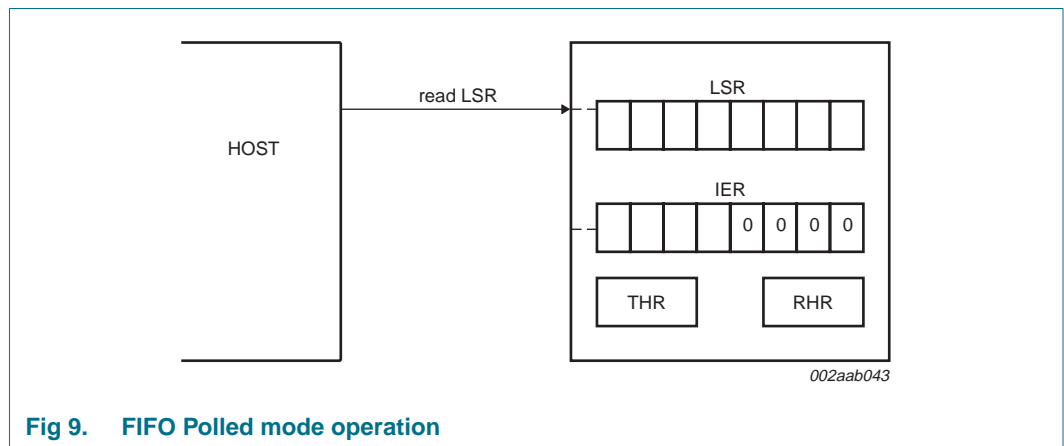 read LSR
HOST
LSR
IER
0 0 0 0
THR RHR
002aab043
Fig 9. FIFO Polled mode operation